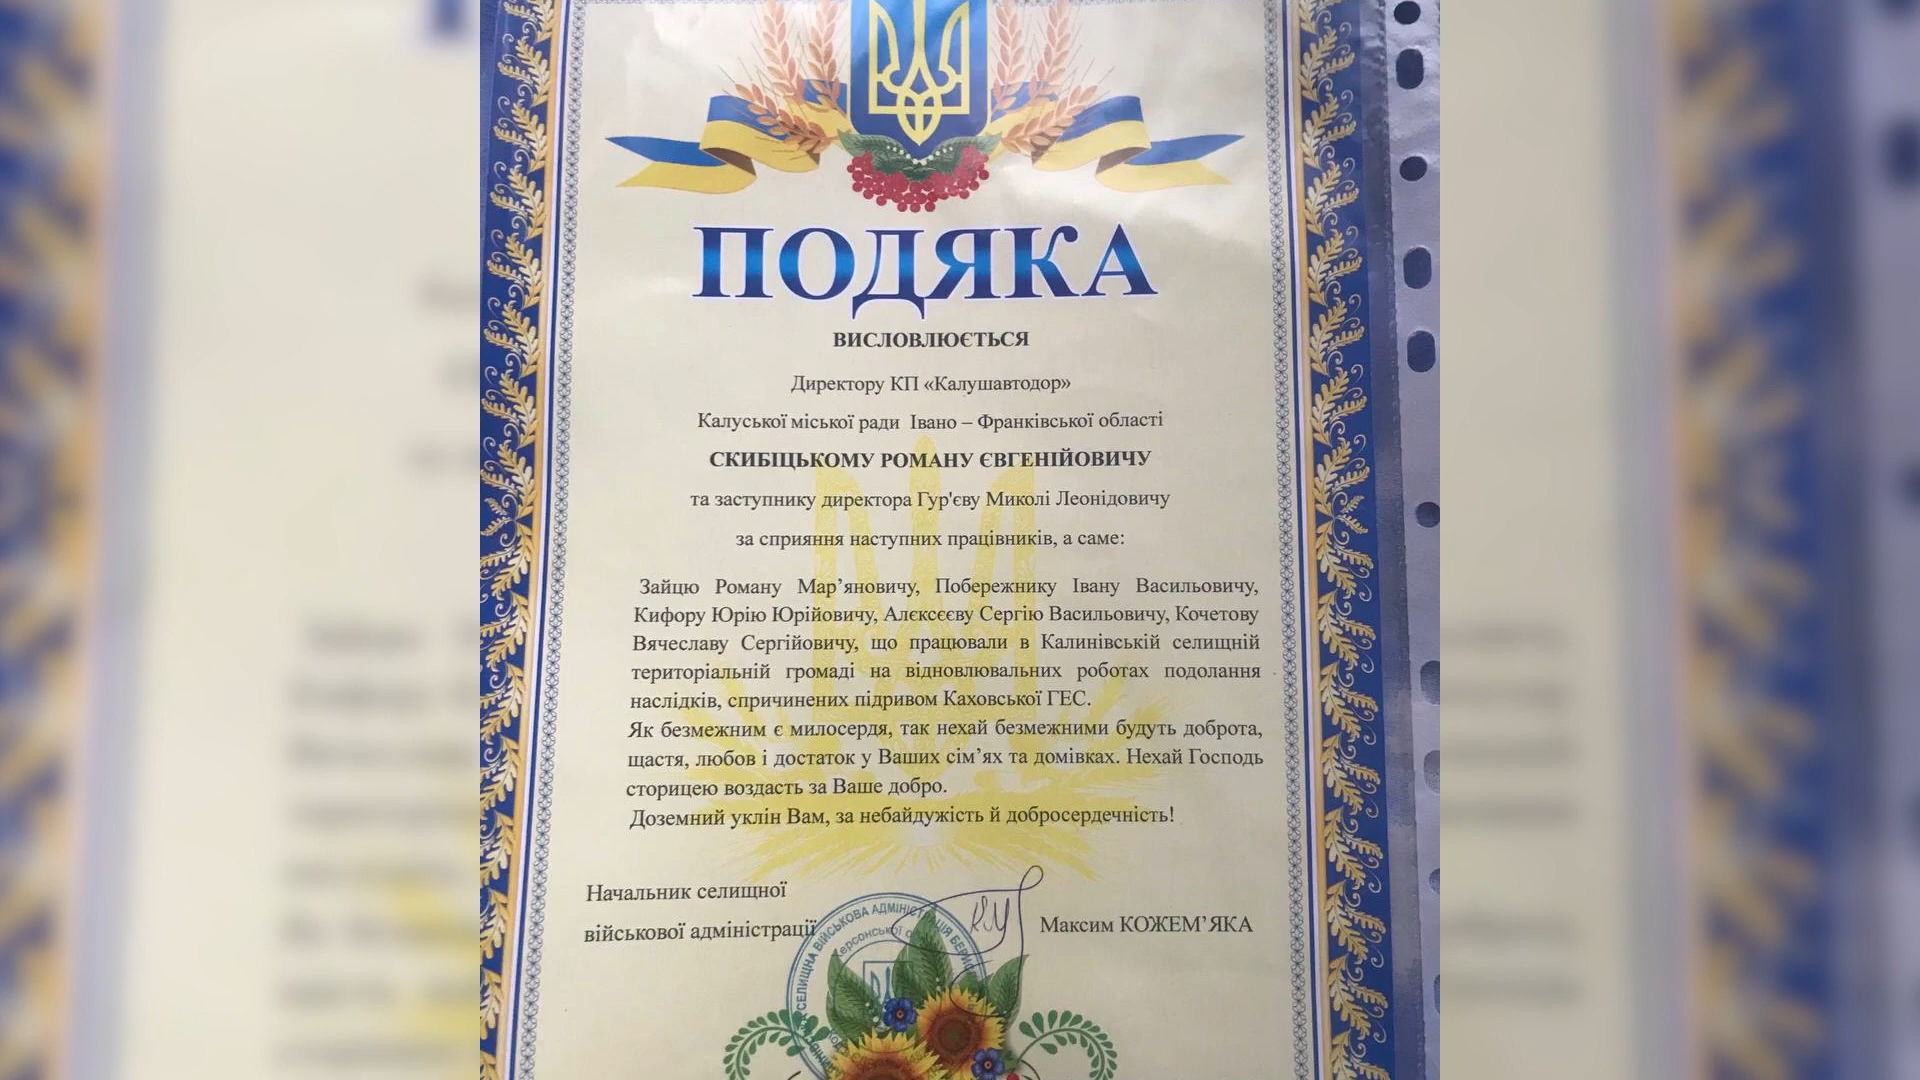 ПОДЯКА
ВИСЛОВЛЮЄТЬСЯ
Директору КП «Калушавтодор»
Калуської міської ради Івано – Франківської області
СКИБІЦЬКОМУ РОМАНУ ЄВГЕНІЙОВИЧУ
та заступнику директора Гур'єву Миколі Леонідовичу
за сприяння наступних працівників, а саме:
Зайцю Роману Мар’яновичу, Побережнику Івану Васильовичу,
Кифору Юрію Юрійовичу, Алєксєєву Сергію Васильовичу, Кочетову
Вячеславу Сергійовичу, що працювали в Калинівській селищній
територіальній громаді на відновлювальних роботах подолання
наслідків, спричинених підривом Каховської ГЕС.
Як безмежним є милосердя, так нехай безмежними будуть доброта,
щастя, любов і достаток у Ваших сім’ях та домівках. Нехай Господь
сторицею воздасть за Ваше добро.
Доземний уклін Вам, за небайдужість й добросердечність!
Начальник селищної
військової адміністрації
Максим КОЖЕМ’ЯКА
СЕЛИЩНА ВІЙСЬКОВА